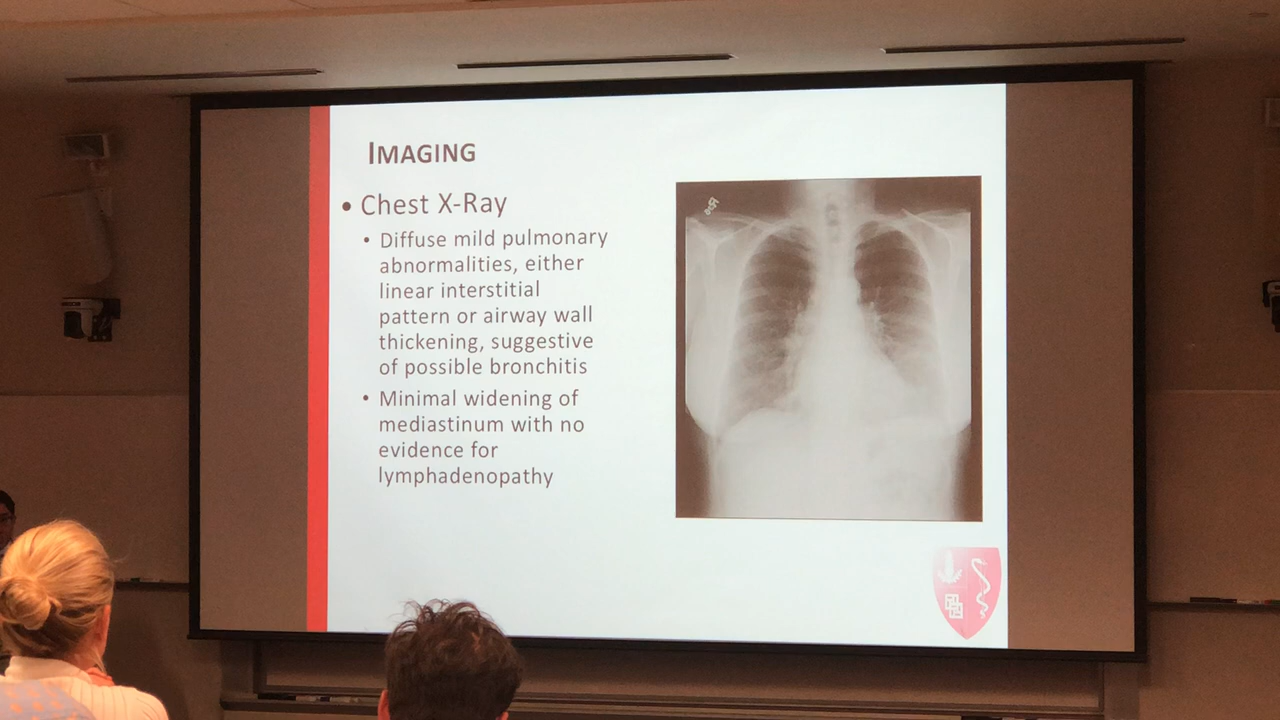 IMAGING
• Chest X-Ray
• Diffuse mild pulmonary
abnormalities, either
linear interstitial
pattern or airway wall
thickening, suggestive
of possible bronchitis
• Minimal widening of
mediastinum with no
evidence for
lymphadenopathy